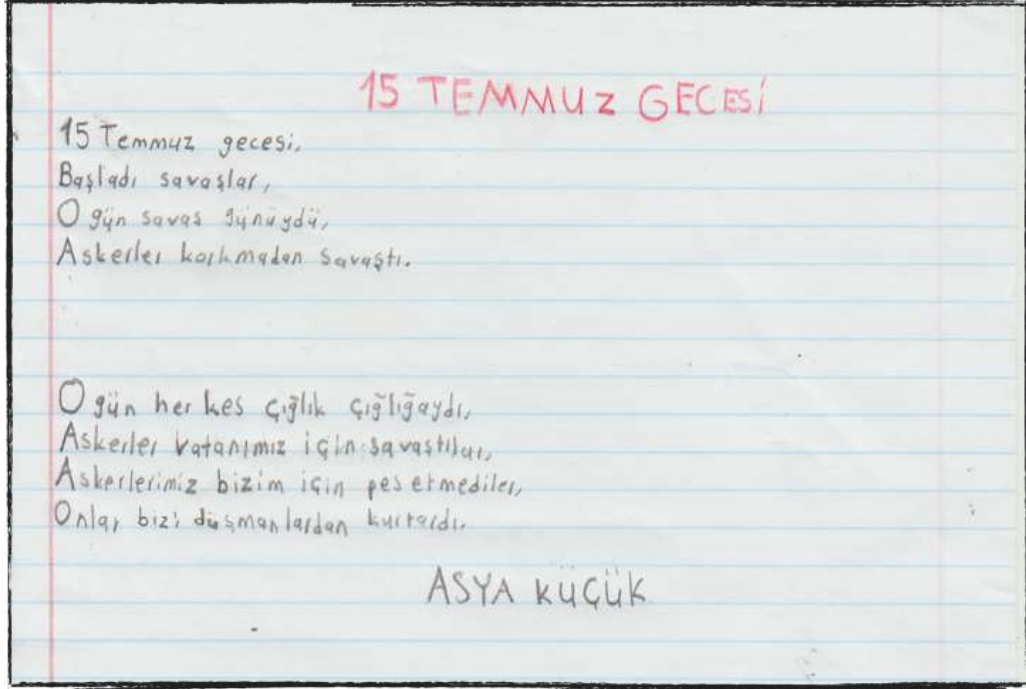 15 TEMMUZ GECESİ
15 Temmuz gecesi,
Başladı savaşlar,
O gün savaş günüydü,
Askerler korkmadan savaştı.
O gün herkes çığlık çığlığaydı,
Askerler vatanımız için savaştılar,
Askerlerimiz bizim için pes etmediler,
Onlar bizi düşmanlardan kurtardı.
ASYA KÜÇÜK